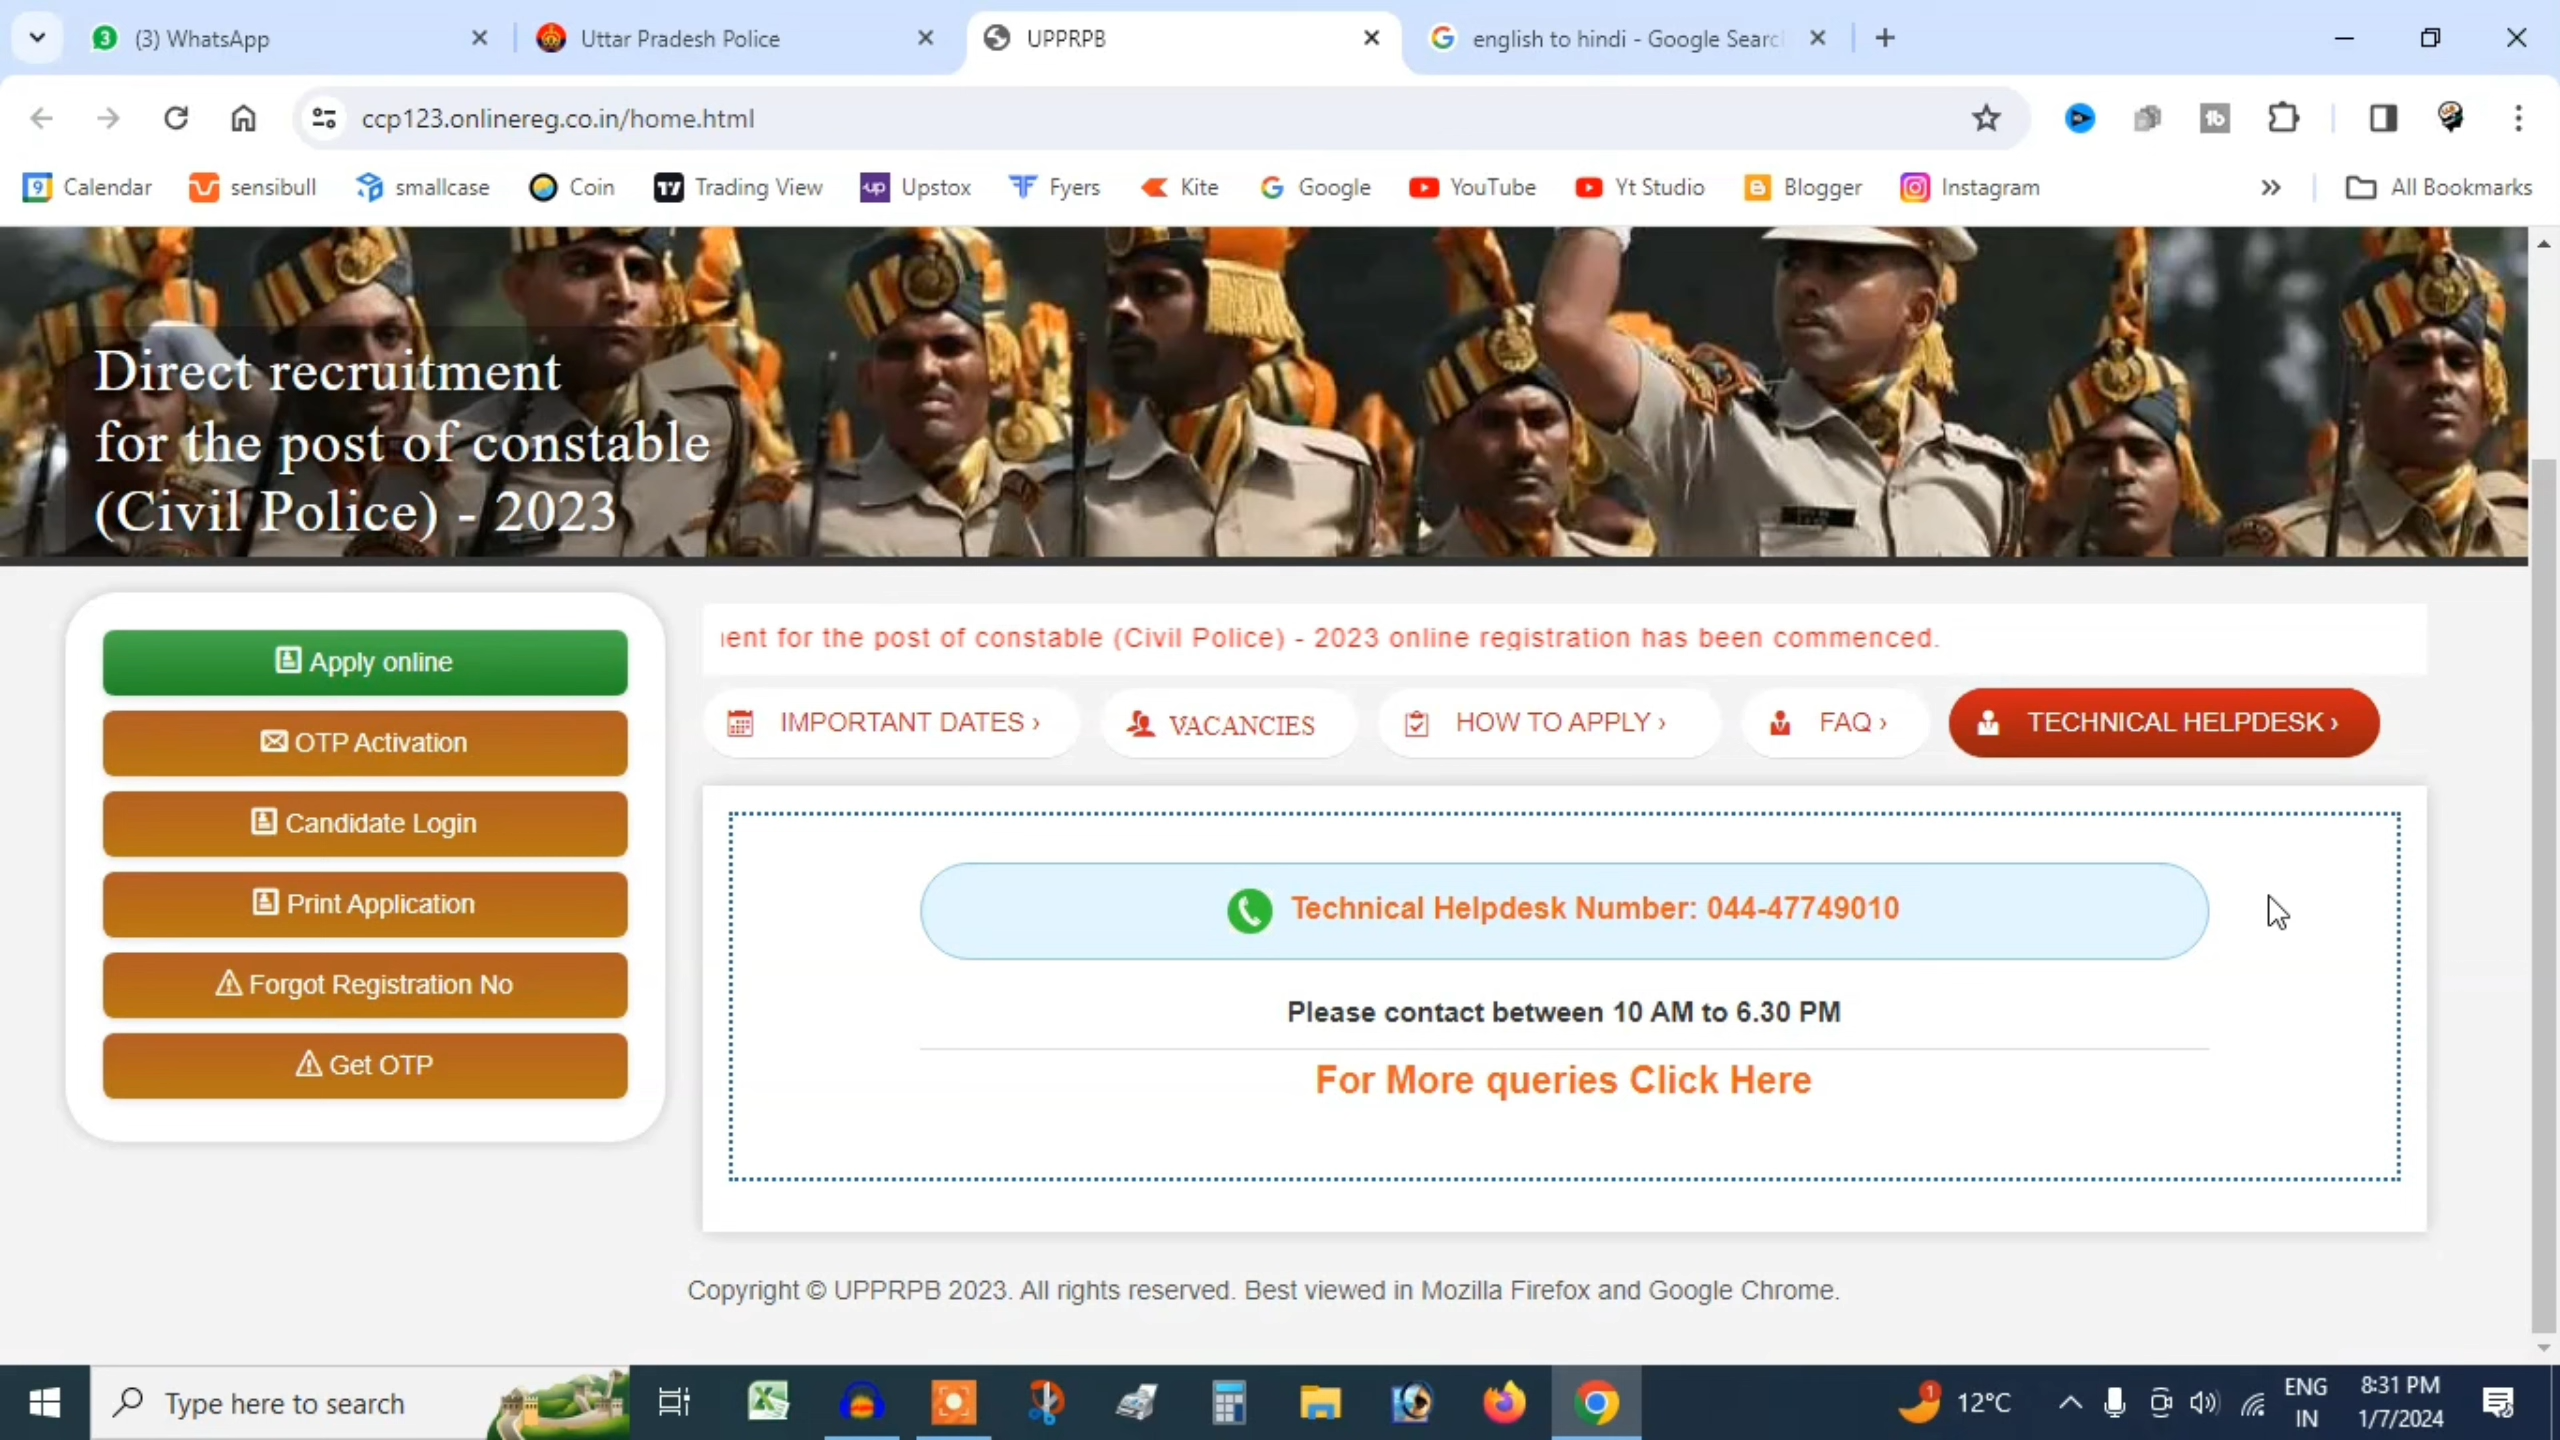 3
(3) WhatsApp
Uttar Pradesh Police
UPPRPB
english to hindi - Google Searc
ccp123.onlinereg.co.in/home.html
9 Calendar
sensibull
smallcase
Coin
Trading View
up Upstox
Fyers
Kite
Google
YouTube
Yt Studio
Blogger
Instagram
» All Bookmarks
Direct recruitment
for the post of constable
(Civil Police) - 2023
Apply online
OTP Activation
Candidate Login
Print Application
Forgot Registration No
Get OTP
ent for the post of constable (Civil Police) - 2023 online registration has been commenced.
IMPORTANT DATES ›
VACANCIES
HOW TO APPLY ›
FAQ ›
TECHNICAL HELPDESK ›
Technical Helpdesk Number: 044-47749010
Please contact between 10 AM to 6.30 PM
For More queries Click Here
Copyright © UPPRPB 2023. All rights reserved. Best viewed in Mozilla Firefox and Google Chrome.
Type here to search
1
12°C
ENG
IN
8:31 PM
1/7/2024